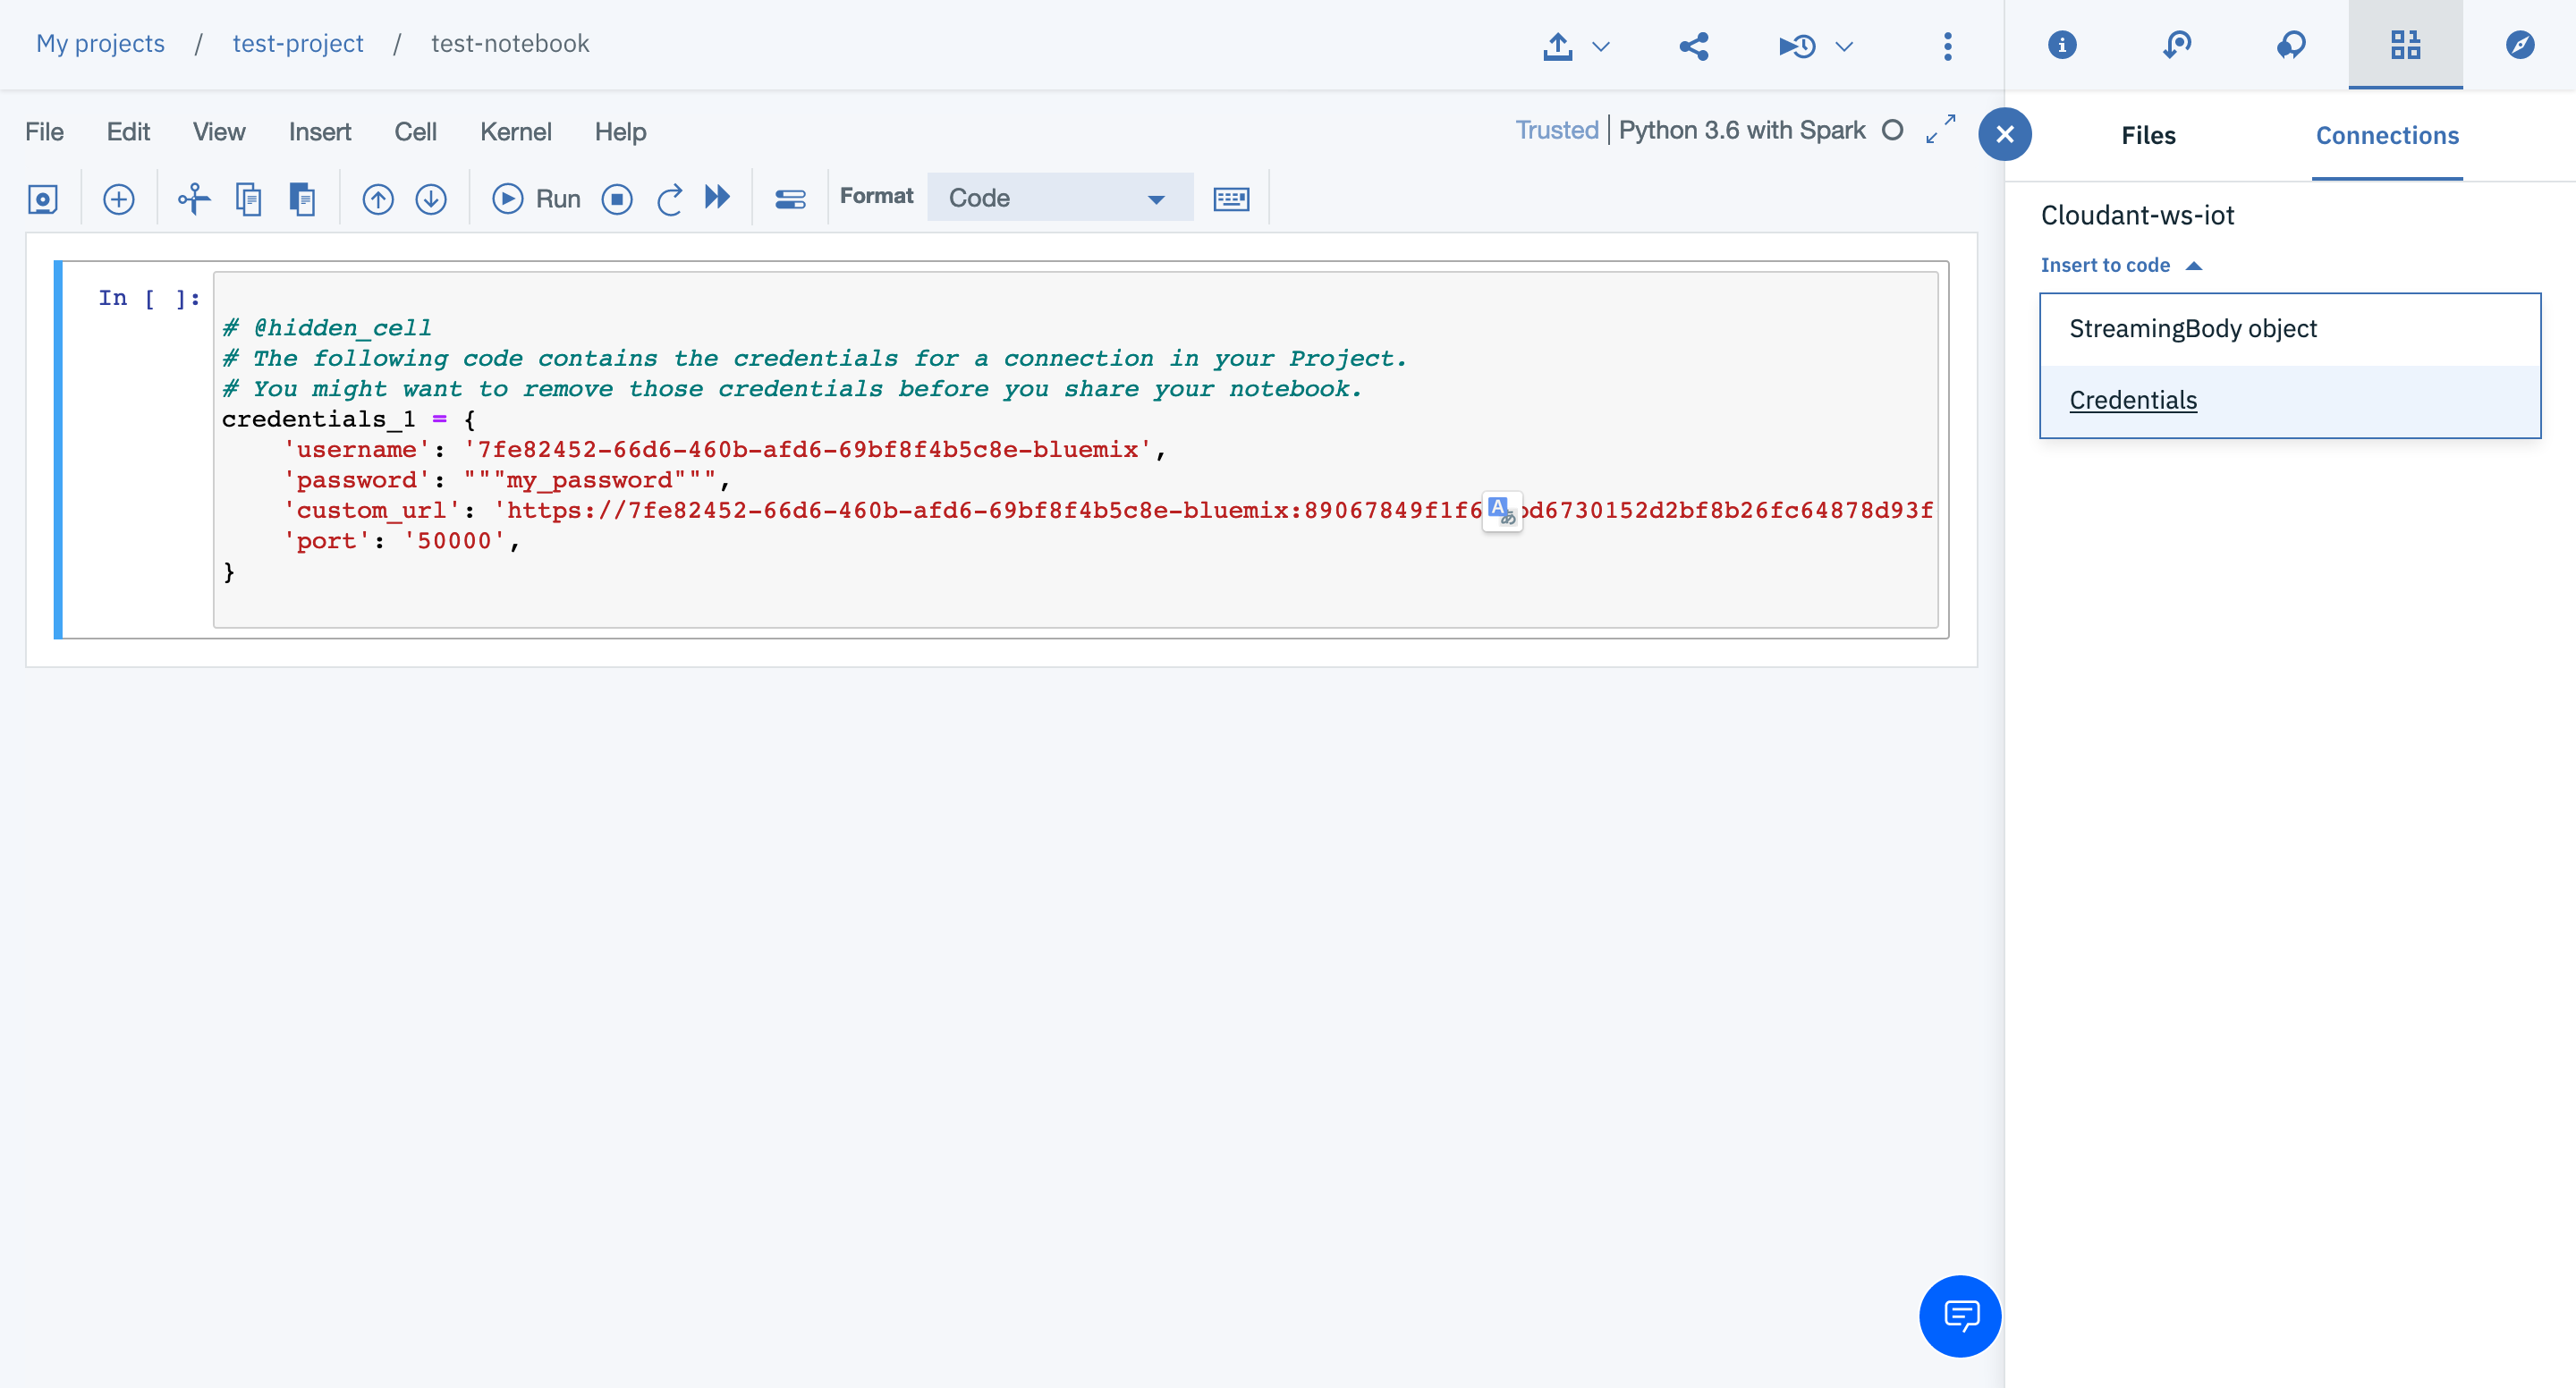 My projects / test-project / test-notebook
File Edit View Insert Cell Kernel Help
Trusted | Python 3.6 with Spark
Run
Format
Code
In [ ]:
# @hidden_cell
# The following code contains the credentials for a connection in your Project.
# You might want to remove those credentials before you share your notebook.
credentials_1 = {
'username': '7fe82452-66d6-460b-afd6-69bf8f4b5c8e-bluemix',
'password': """my_password""",
'custom_url': 'https://7fe82452-66d6-460b-afd6-69bf8f4b5c8e-bluemix:89067849f1f6 d6730152d2bf8b26fc64878d93f
'port': '50000',
}
Files
Connections
Cloudant-ws-iot
Insert to code
StreamingBody object
Credentials